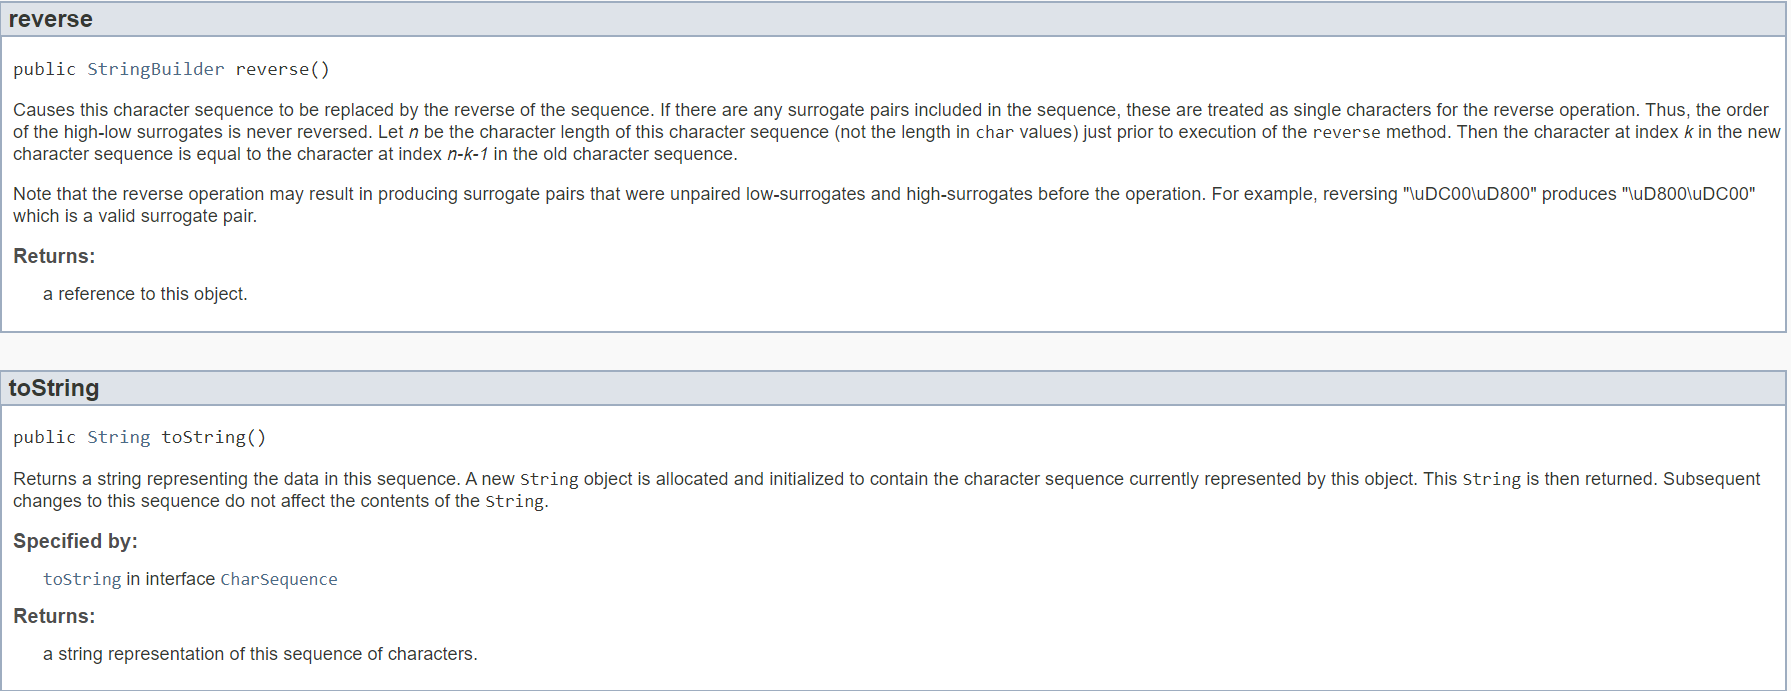 reverse
public StringBuilder reverse()
Causes this character sequence to be replaced by the reverse of the sequence. If there are any surrogate pairs included in the sequence, these are treated as single characters for the reverse operation. Thus, the order
of the high-low surrogates is never reversed. Let n be the character length of this character sequence (not the length in char values) just prior to execution of the reverse method. Then the character at index k in the new
character sequence is equal to the character at index n-k-1 in the old character sequence.
Note that the reverse operation may result in producing surrogate pairs that were unpaired low-surrogates and high-surrogates before the operation. For example, reversing "\uDC00\uD800" produces "\uD800\uDC00"
which is a valid surrogate pair.
Returns:
a reference to this object.
toString
public String toString()
Returns a string representing the data in this sequence. A new String object is allocated and initialized to contain the character sequence currently represented by this object. This String is then returned. Subsequent
changes to this sequence do not affect the contents of the String.
Specified by:
toString in interface CharSequence
Returns:
a string representation of this sequence of characters.